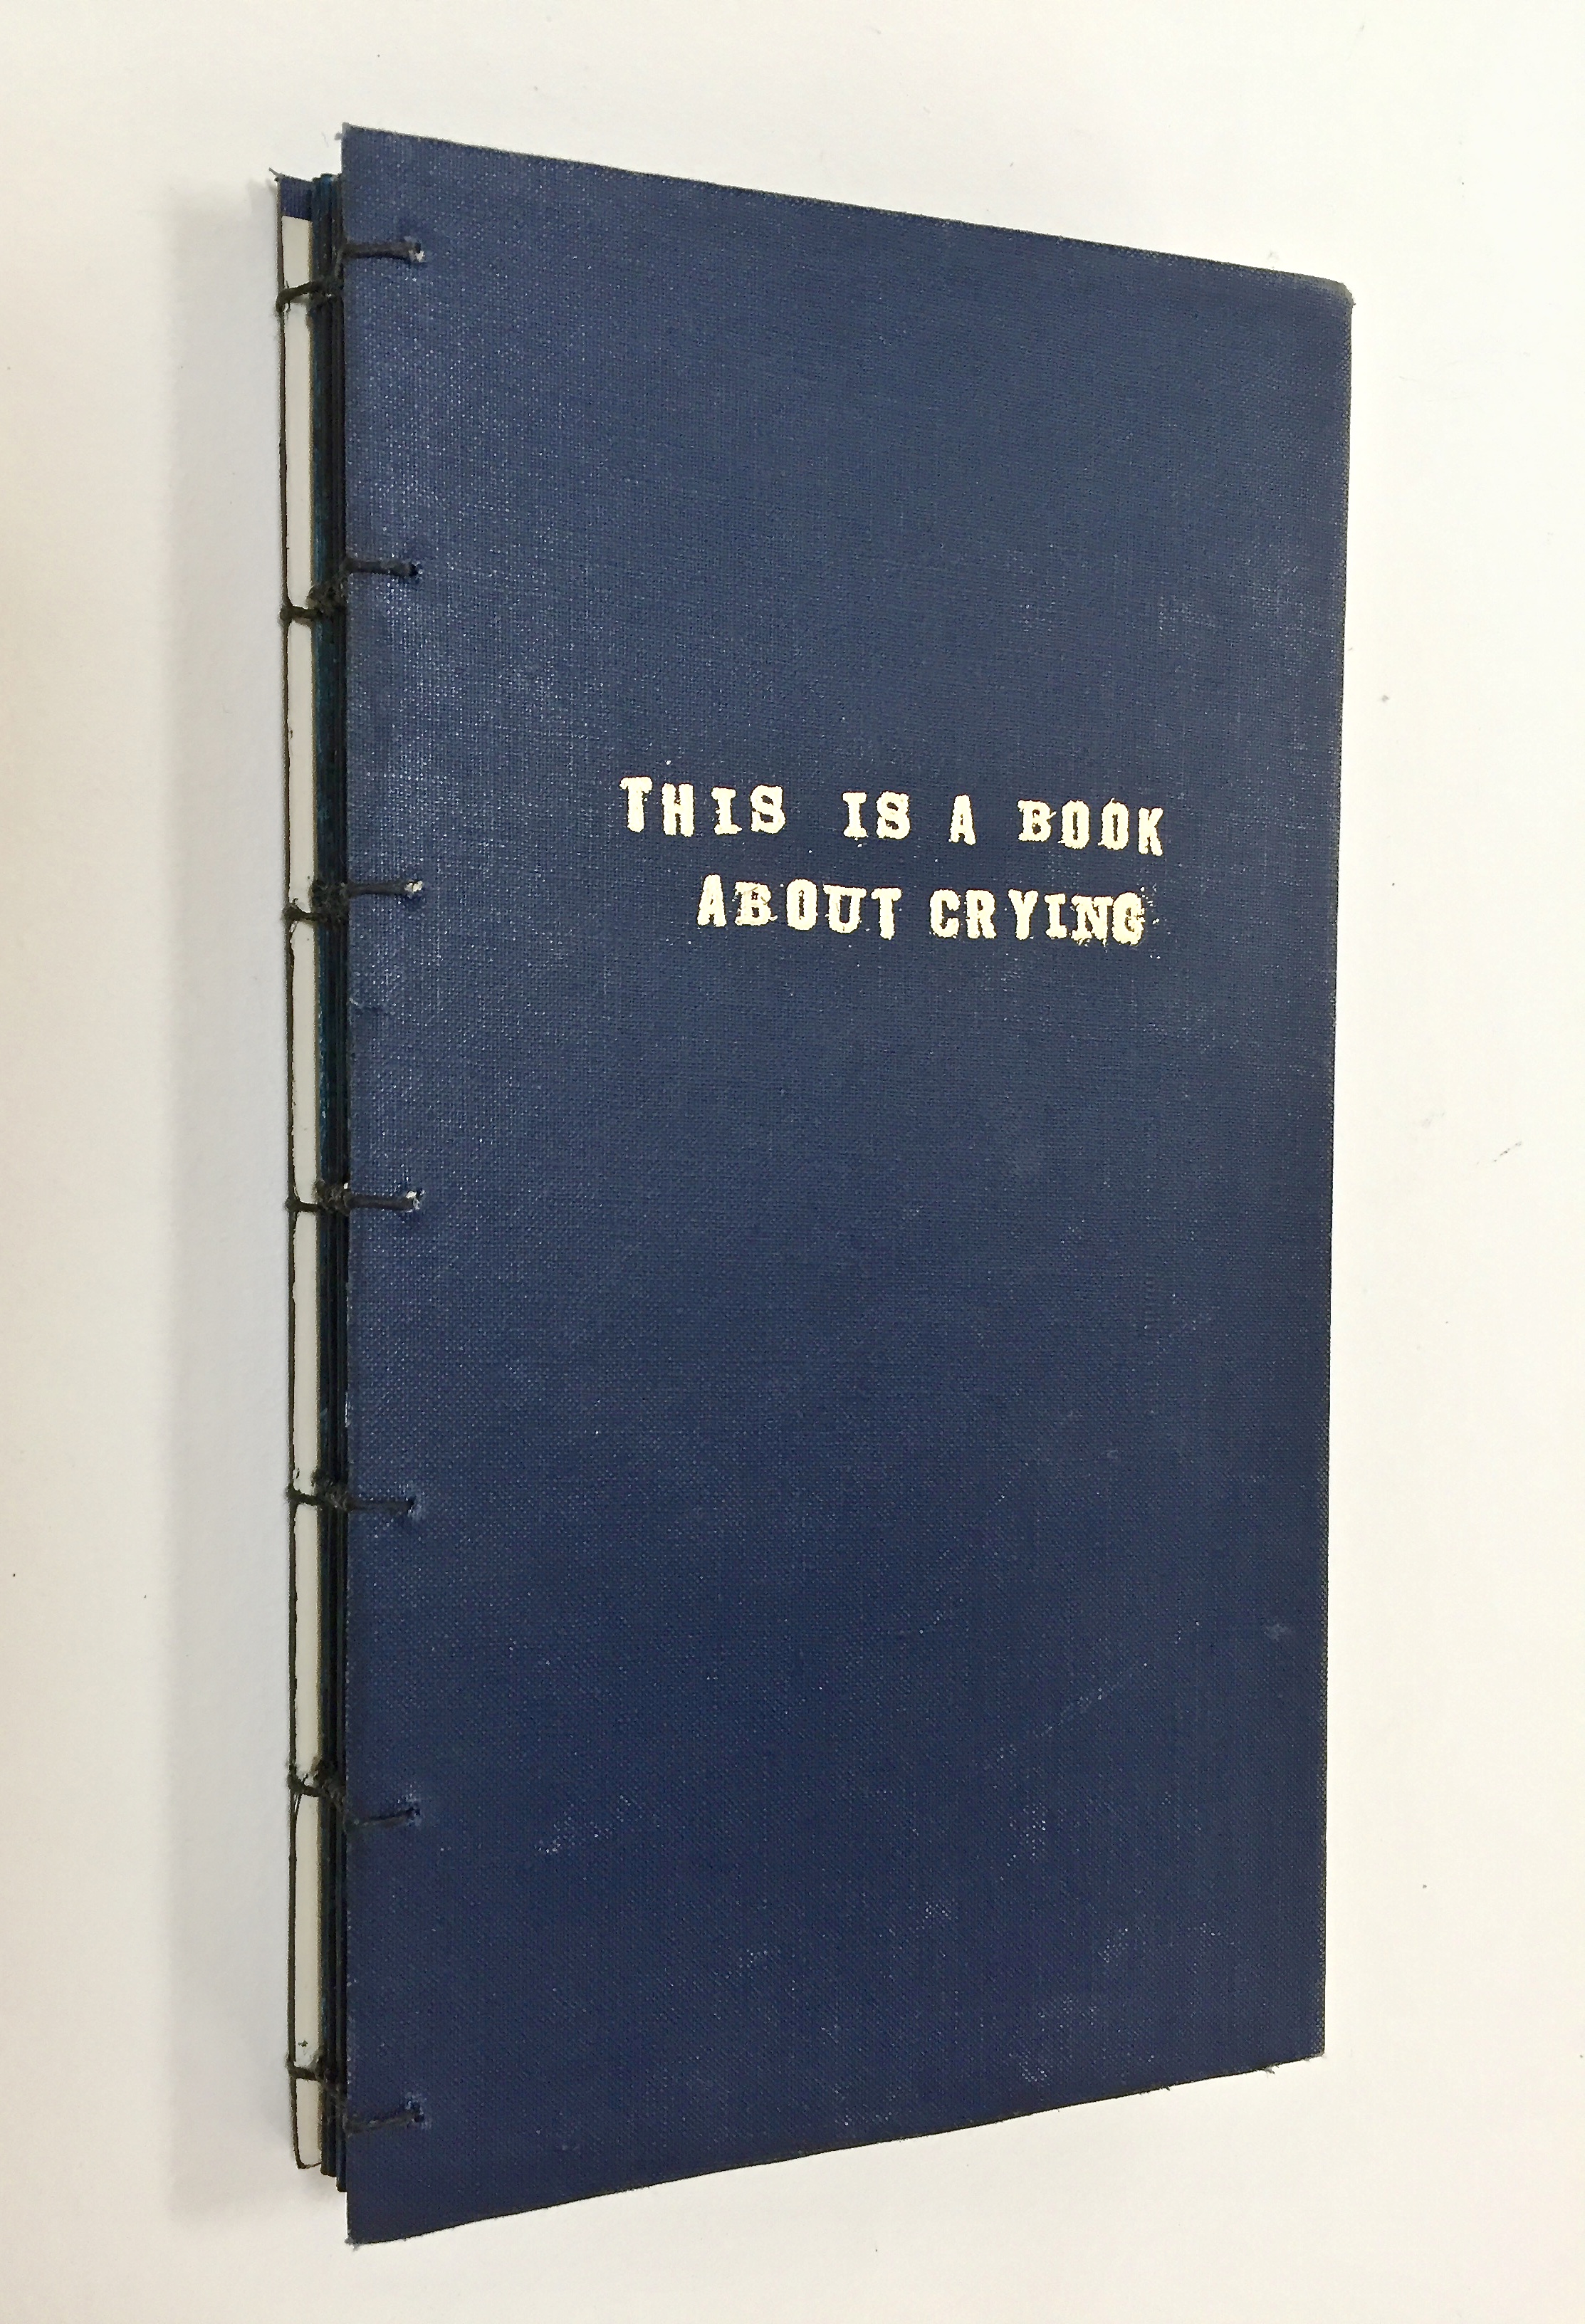 THIS IS A BOOK
ABOUT CRYING